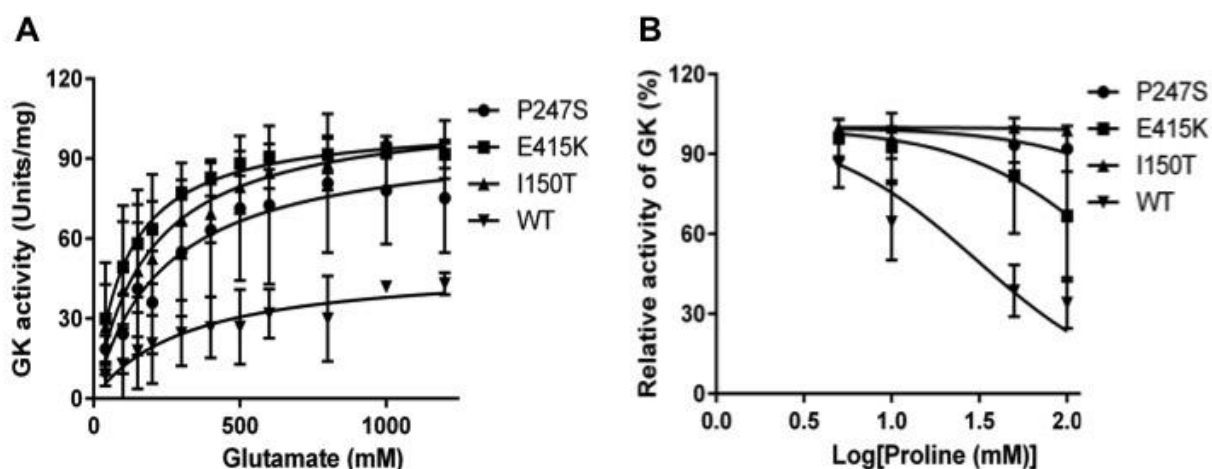 A
GK activity (Units/mg)
120
90
60
30
0
0
500
1000
Glutamate (mM)
P247S
E415K
I150T
WT
B
Relative activity of GK (%)
120
90
60
30
0
0.0
0.5
1.0
1.5
2.0
Log[Proline (mM)]
P247S
E415K
I150T
WT